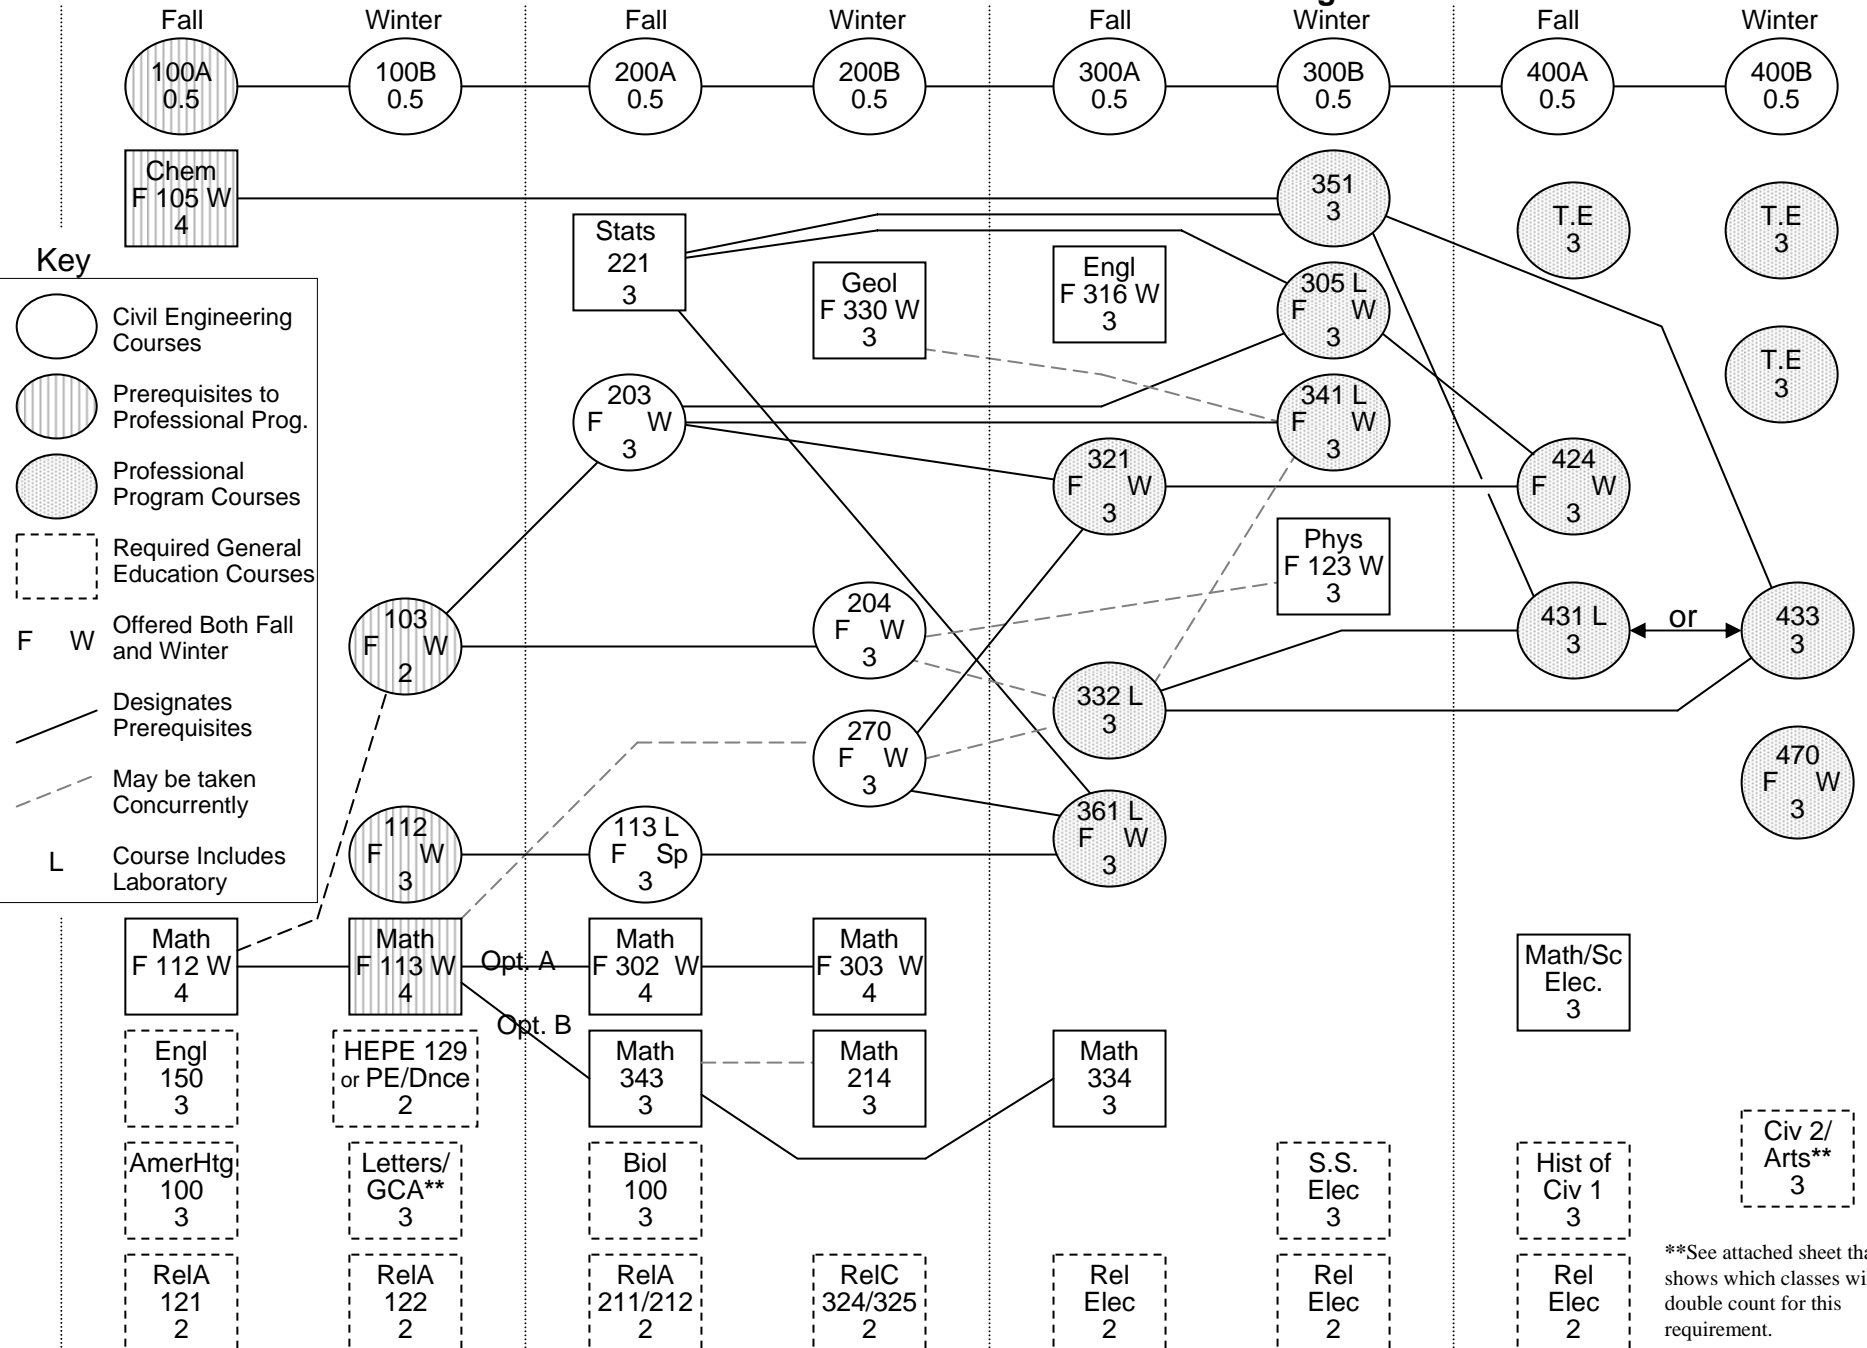 Fall
Winter
Fall
Winter
Fall
Winter
Fall
Winter
100A
0.5
100B
0.5
200A
0.5
200B
0.5
300A
0.5
300B
0.5
400A
0.5
400B
0.5
Chem
F 105 W
4
351
3
T.E
3
T.E
3
Stats
221
3
Geol
F 330 W
3
Engl
F 316 W
3
305 L
F W
3
T.E
3
Key
Civil Engineering
Courses
Prerequisites to
Professional Prog.
Professional
Program Courses
Required General
Education Courses
F W
Offered Both Fall
and Winter
Designates
Prerequisites
May be taken
Concurrently
L
Course Includes
Laboratory
203
F W
3
341 L
F W
3
321
F W
3
424
F W
3
Phys
F 123 W
3
103
F W
2
204
F W
3
431 L
3
or
433
3
332 L
3
270
F W
3
470
F W
3
112
F W
3
113 L
F Sp
3
361 L
F W
3
Math
F 112 W
4
Math
F 113 W
4
Opt. A
Math
F 302 W
4
Math
F 303 W
4
Math/Sc
Elec.
3
Opt. B
Engl
150
3
HEPE 129
or PE/Dnce
2
Math
343
3
Math
214
3
Math
334
3
AmerHtg
100
3
Letters/
GCA**
3
Biol
100
3
S.S.
Elec
3
Hist of
Civ 1
3
Civ 2/
Arts**
3
RelA
121
2
RelA
122
2
RelA
211/212
2
RelC
324/325
2
Rel
Elec
2
Rel
Elec
2
Rel
Elec
2
**See attached sheet tha
shows which classes wi
double count for this
requirement.